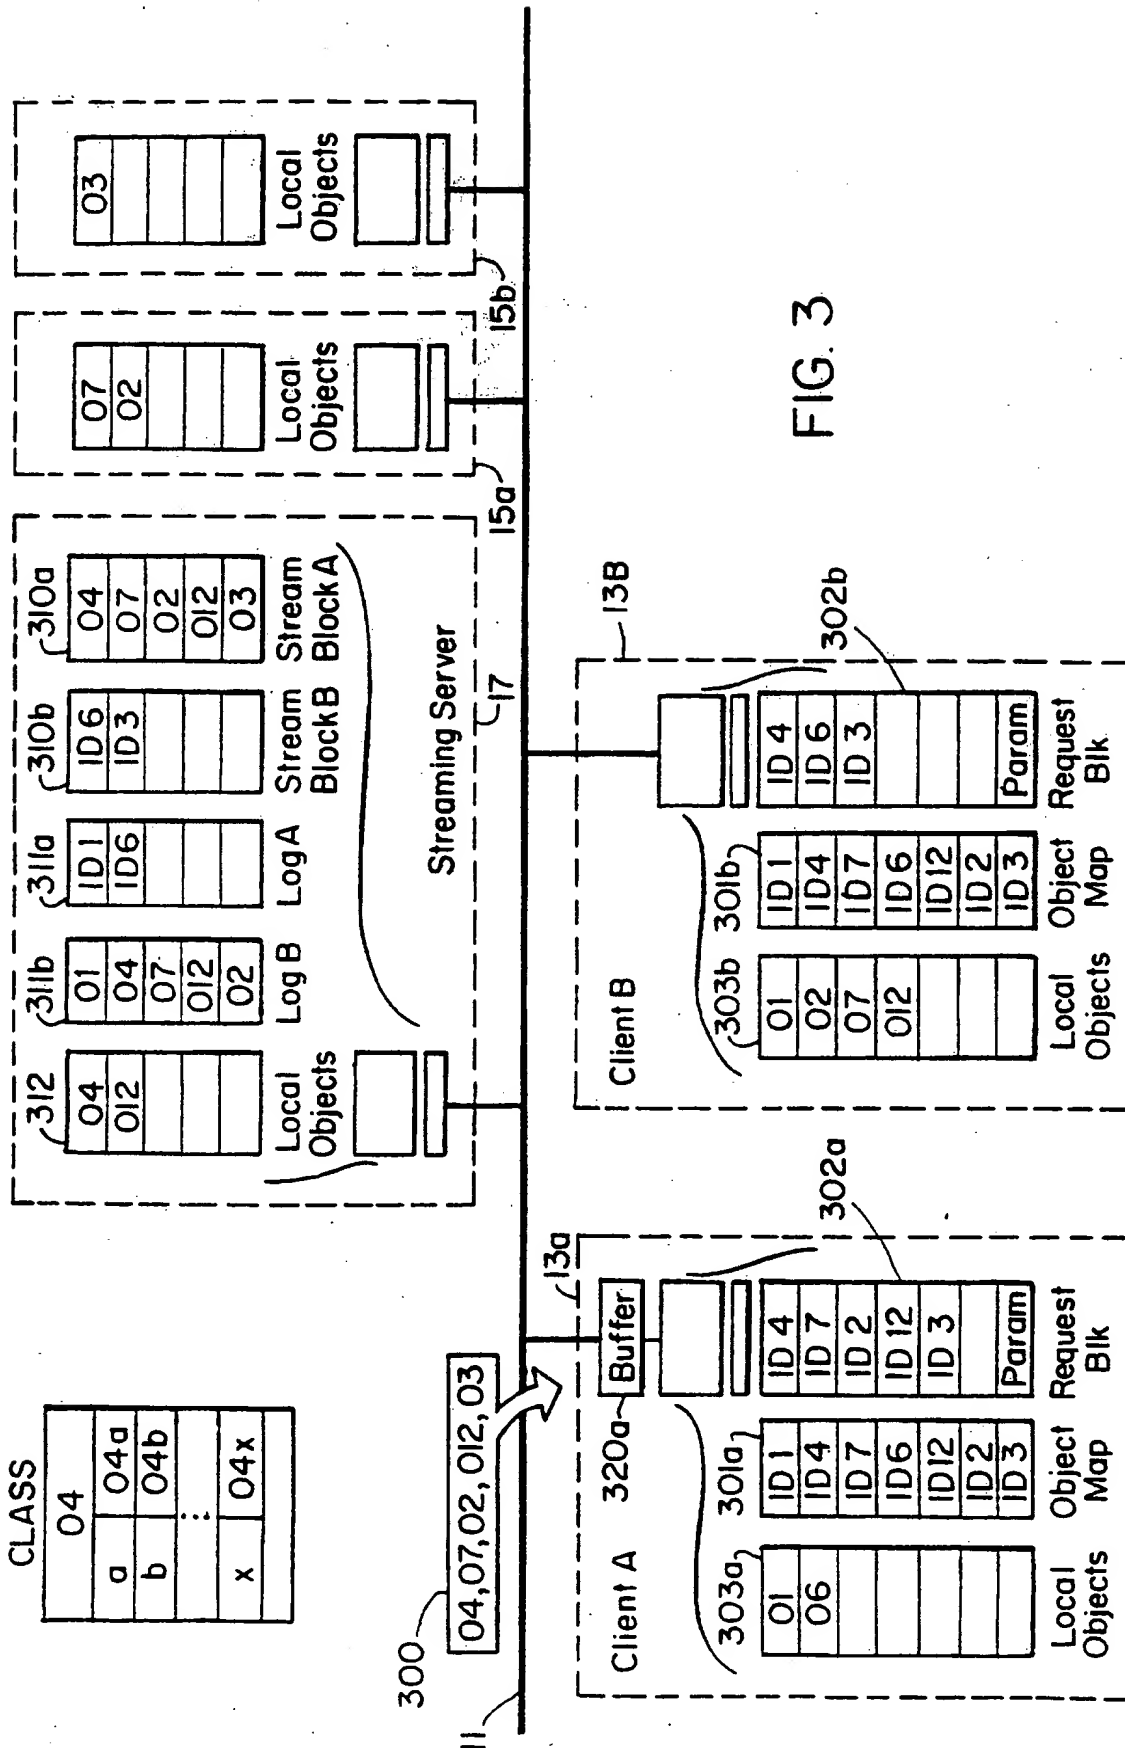 CLASS
04
a 04a
b 04b
⋮
x 04x
300
04,07,02,012,03
11
312
04
012
Local
Objects
311b
01
04
07
012
02
Log B
311a
ID1
ID6
Log A
310b
ID6
ID3
Stream
Block B
310a
04
07
02
012
03
Stream
Block A
Streaming Server
17
07
02
Local
Objects
15a
03
Local
Objects
15b
Client A
13a
320a
Buffer
303a
01
06
Local
Objects
301a
ID1
ID4
ID7
ID6
ID12
ID2
ID3
Object
Map
302a
ID4
ID7
ID2
ID12
ID3
Param
Request
Blk
Client B
13B
303b
01
02
07
012
Local
Objects
301b
ID1
ID4
ID7
ID6
ID12
ID2
ID3
Object
Map
302b
ID4
ID6
ID3
Param
Request
Blk
FIG. 3